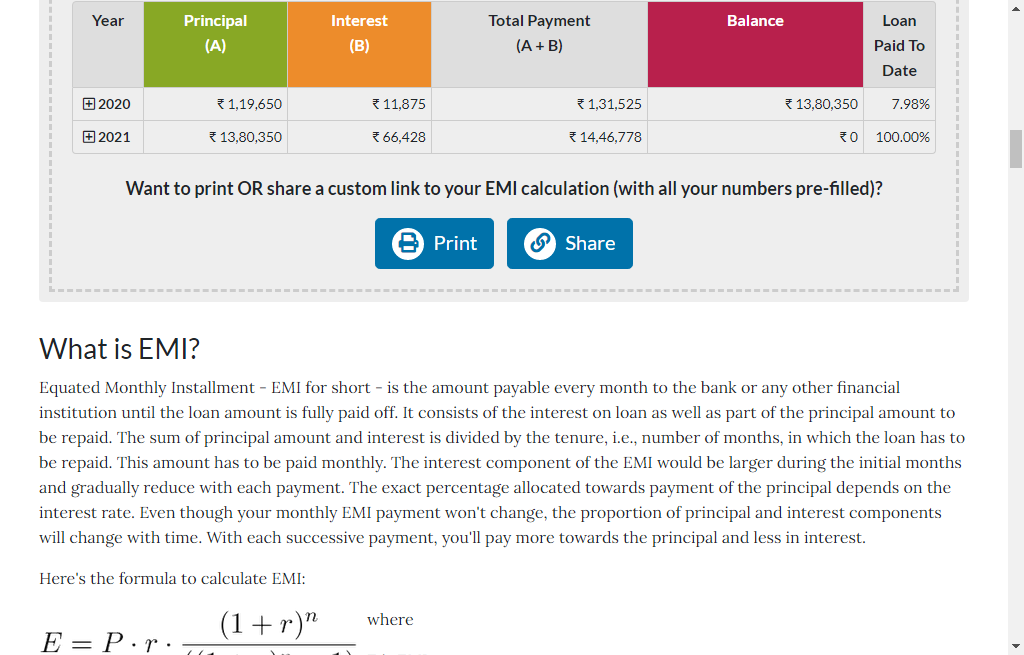 Year Principal (A) Interest (B) Total Payment (A + B) Balance Loan Paid To Date
2020 ₹ 1,19,650 ₹ 11,875 ₹ 1,31,525 ₹ 13,80,350 7.98%
2021 ₹ 13,80,350 ₹ 66,428 ₹ 14,46,778 ₹ 0 100.00%
Want to print OR share a custom link to your EMI calculation (with all your numbers pre-filled)?
Print Share
What is EMI?
Equated Monthly Installment - EMI for short - is the amount payable every month to the bank or any other financial
institution until the loan amount is fully paid off. It consists of the interest on loan as well as part of the principal amount to
be repaid. The sum of principal amount and interest is divided by the tenure, i.e., number of months, in which the loan has to
be repaid. This amount has to be paid monthly. The interest component of the EMI would be larger during the initial months
and gradually reduce with each payment. The exact percentage allocated towards payment of the principal depends on the
interest rate. Even though your monthly EMI payment won't change, the proportion of principal and interest components
will change with time. With each successive payment, you'll pay more towards the principal and less in interest.
Here's the formula to calculate EMI:
(1 + r)^n where
E = P · r ·